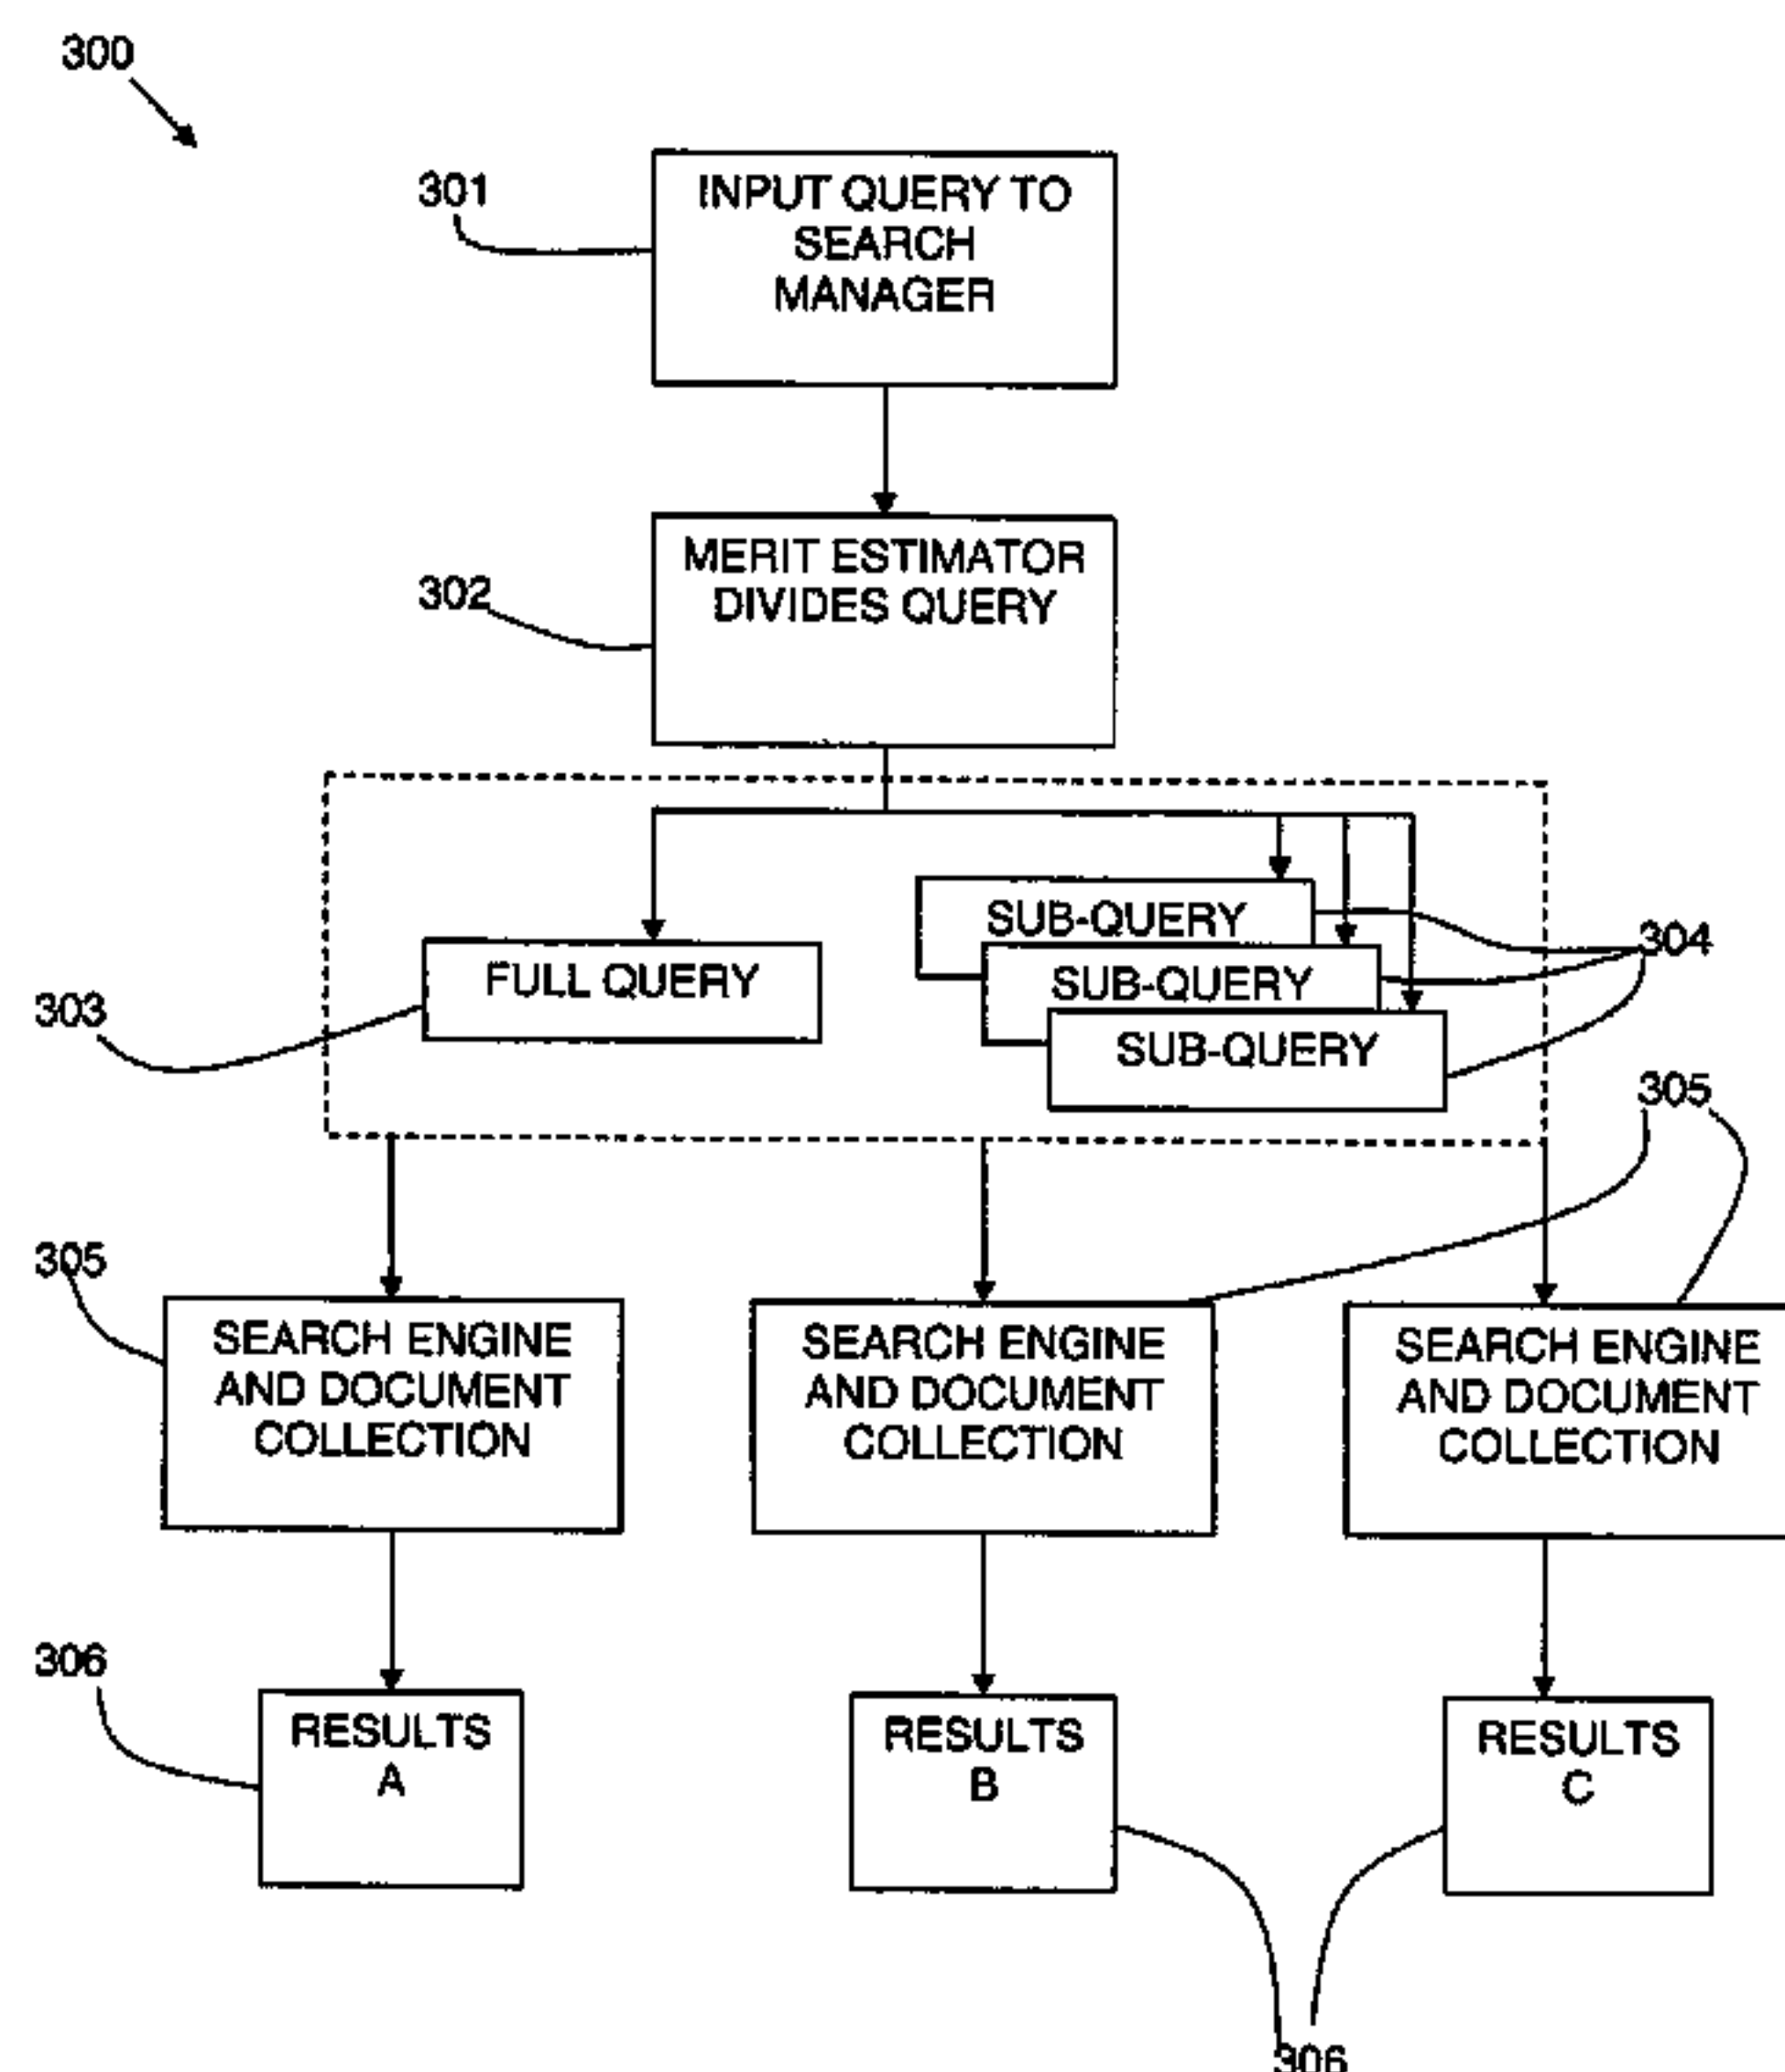 300
301
INPUT QUERY TO
SEARCH
MANAGER
302
MERIT ESTIMATOR
DIVIDES QUERY
SUB-QUERY
304
FULL QUERY
SUB-QUERY
303
SUB-QUERY
305
305
SEARCH ENGINE
AND DOCUMENT
COLLECTION
SEARCH ENGINE
AND DOCUMENT
COLLECTION
SEARCH ENGINE
AND DOCUMENT
COLLECTION
306
RESULTS
A
RESULTS
B
RESULTS
C
306